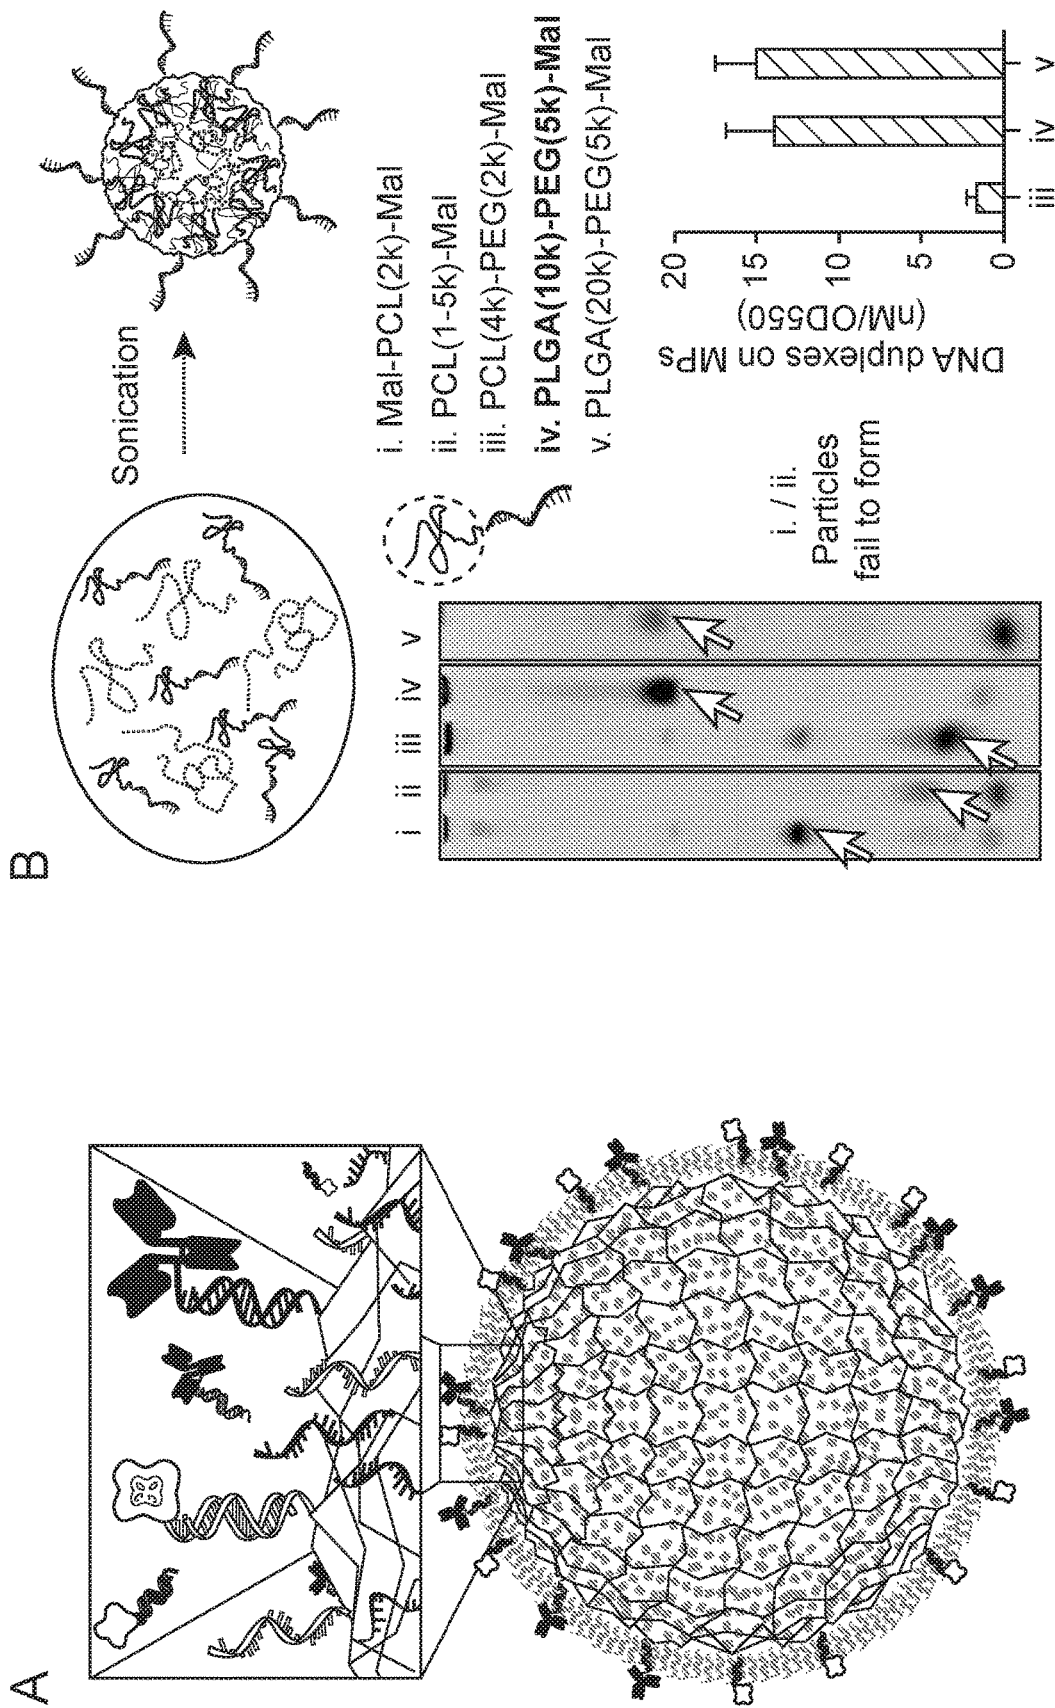 A
B
Sonication
i. Mal-PCL(2k)-Mal
ii. PCL(1-5k)-Mal
iii. PCL(4k)-PEG(2k)-Mal
iv. PLGA(10k)-PEG(5k)-Mal
v. PLGA(20k)-PEG(5k)-Mal
i ii iii iv v
i. / ii.
Particles
fail to form
DNA duplexes on MPs
(nM/OD550)
20
15
10
5
0
iii iv v